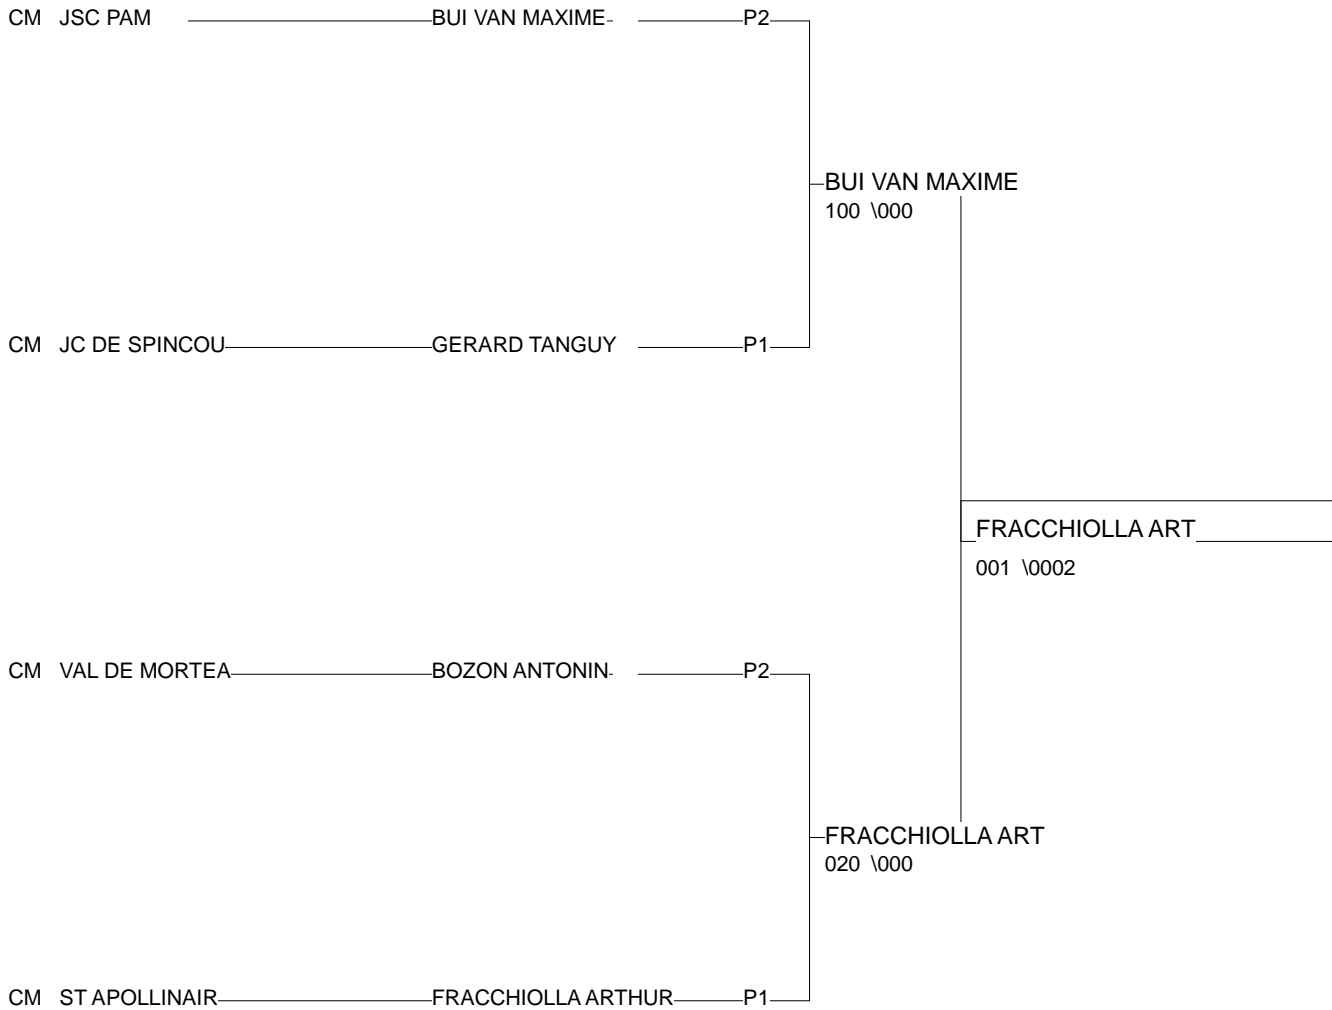 CM JSC PAM BUI VAN MAXIME P2
BUI VAN MAXIME
100 \000
CM JC DE SPINCOU GERARD TANGUY P1
FRACCHIOLLA ART
001 \0002
CM VAL DE MORTEA BOZON ANTONIN P2
FRACCHIOLLA ART
020 \000
CM ST APOLLINAIR FRACCHIOLLA ARTHUR P1